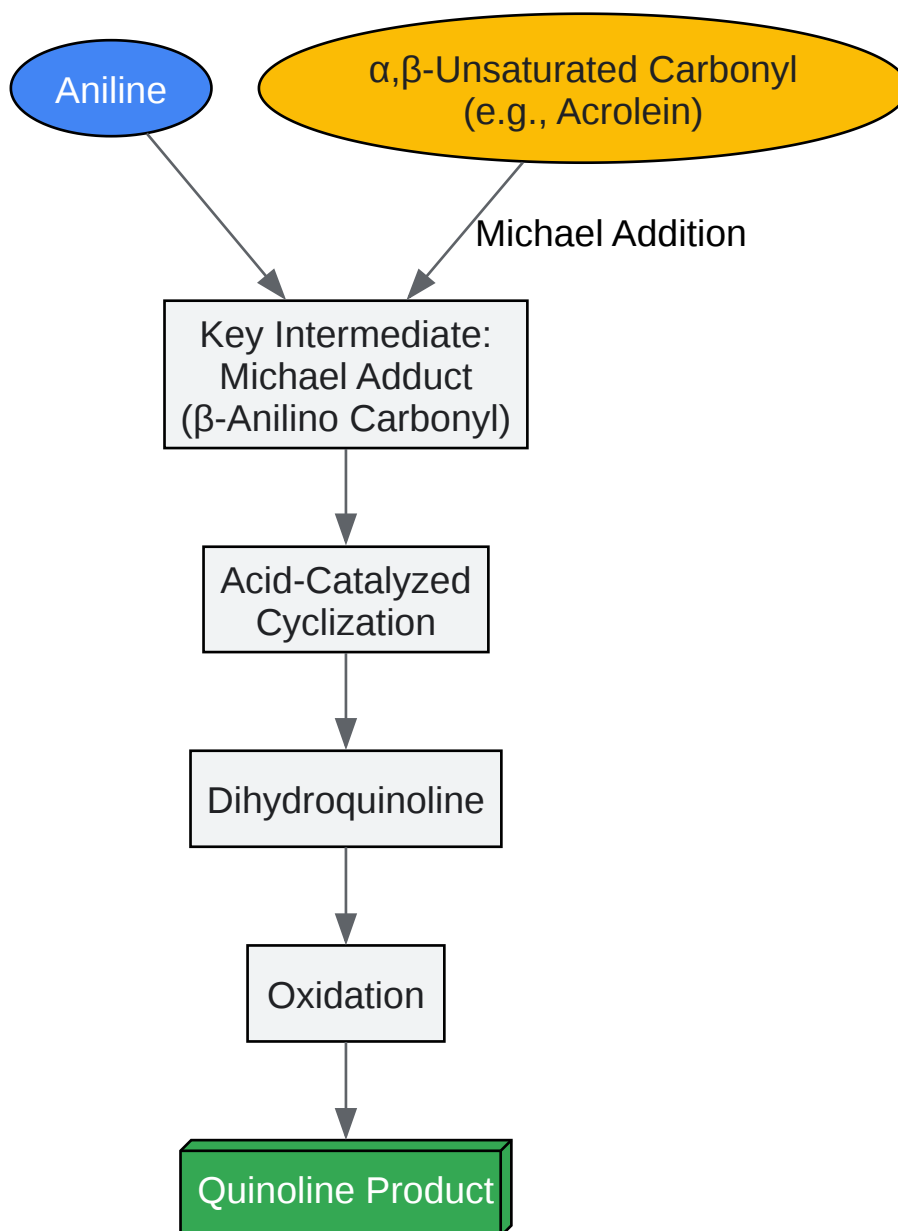 Aniline
α,β-Unsaturated Carbonyl
(e.g., Acrolein)
Michael Addition
Key Intermediate:
Michael Adduct
(β-Anilino Carbonyl)
Acid-Catalyzed
Cyclization
Dihydroquinoline
Oxidation
Quinoline Product